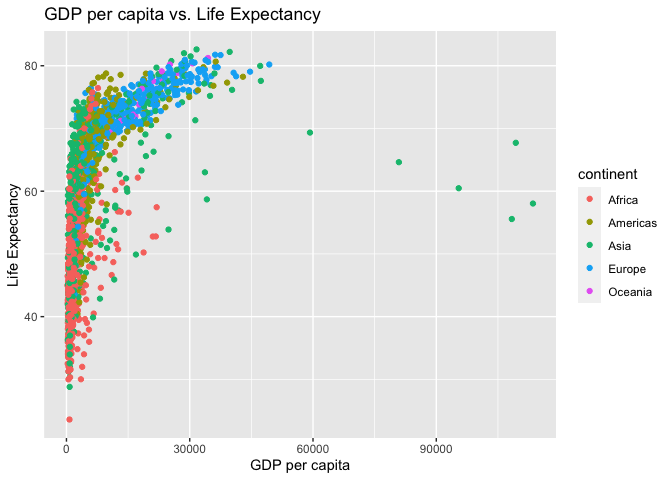 GDP per capita vs. Life Expectancy
80
60
40
Life Expectancy
0 30000 60000 90000
GDP per capita
continent
Africa
Americas
Asia
Europe
Oceania